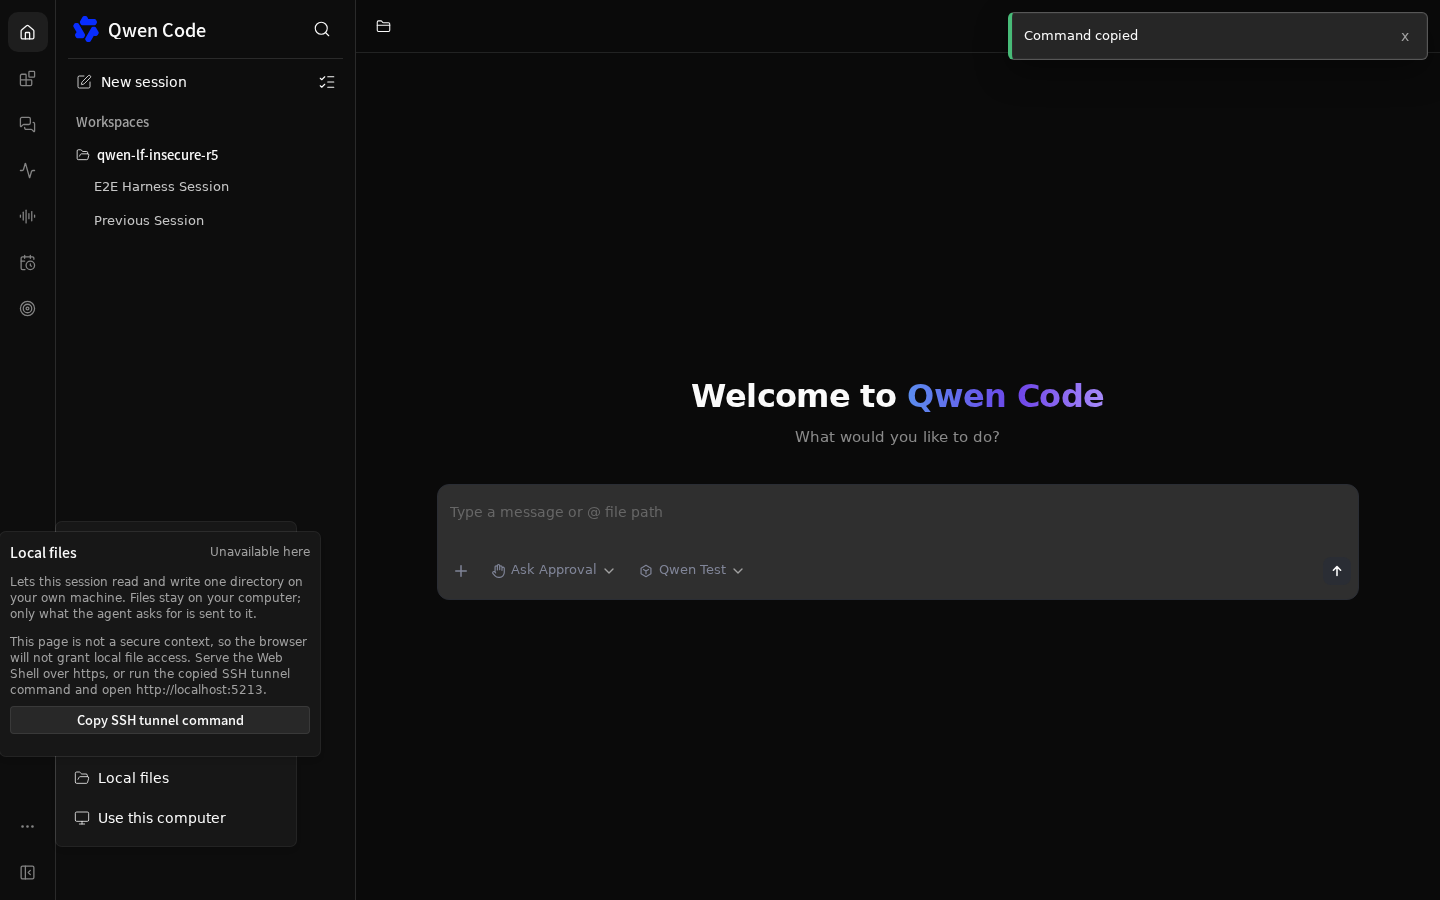 Qwen Code
New session
Workspaces
qwen-lf-insecure-r5
E2E Harness Session
Previous Session
Command copied
x
Welcome to Qwen Code
What would you like to do?
Type a message or @ file path
Ask Approval
Qwen Test
Local files
Unavailable here
Lets this session read and write one directory on
your own machine. Files stay on your computer;
only what the agent asks for is sent to it.
This page is not a secure context, so the browser
will not grant local file access. Serve the Web
Shell over https, or run the copied SSH tunnel
command and open http://localhost:5213.
Copy SSH tunnel command
Local files
Use this computer